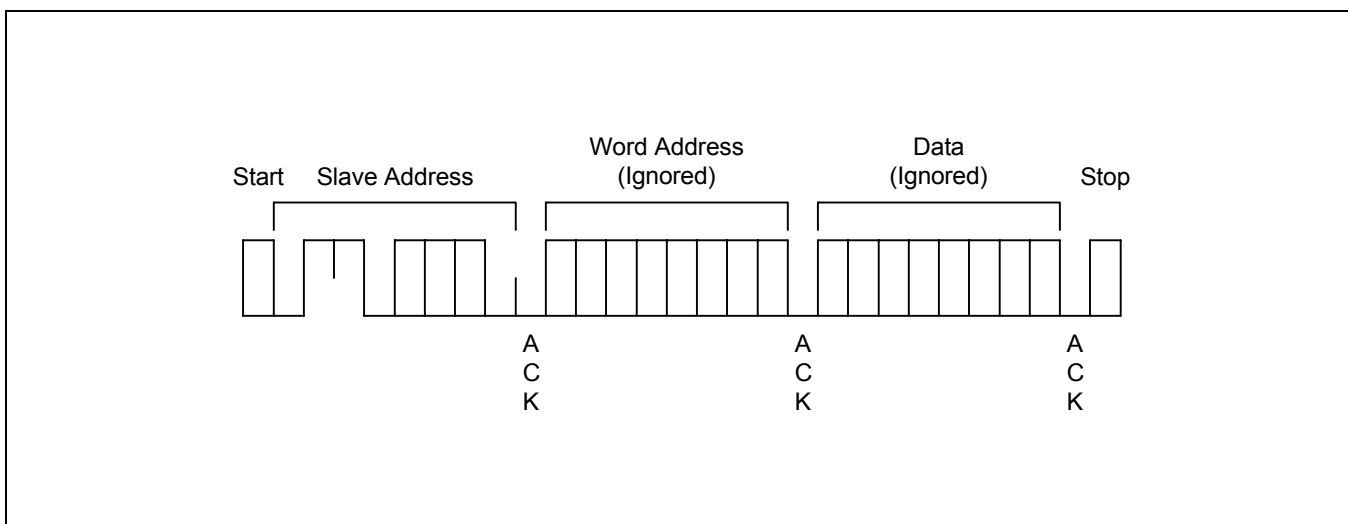 Start
Slave Address
Word Address
(Ignored)
Data
(Ignored)
Stop
A
C
K
A
C
K
A
C
K